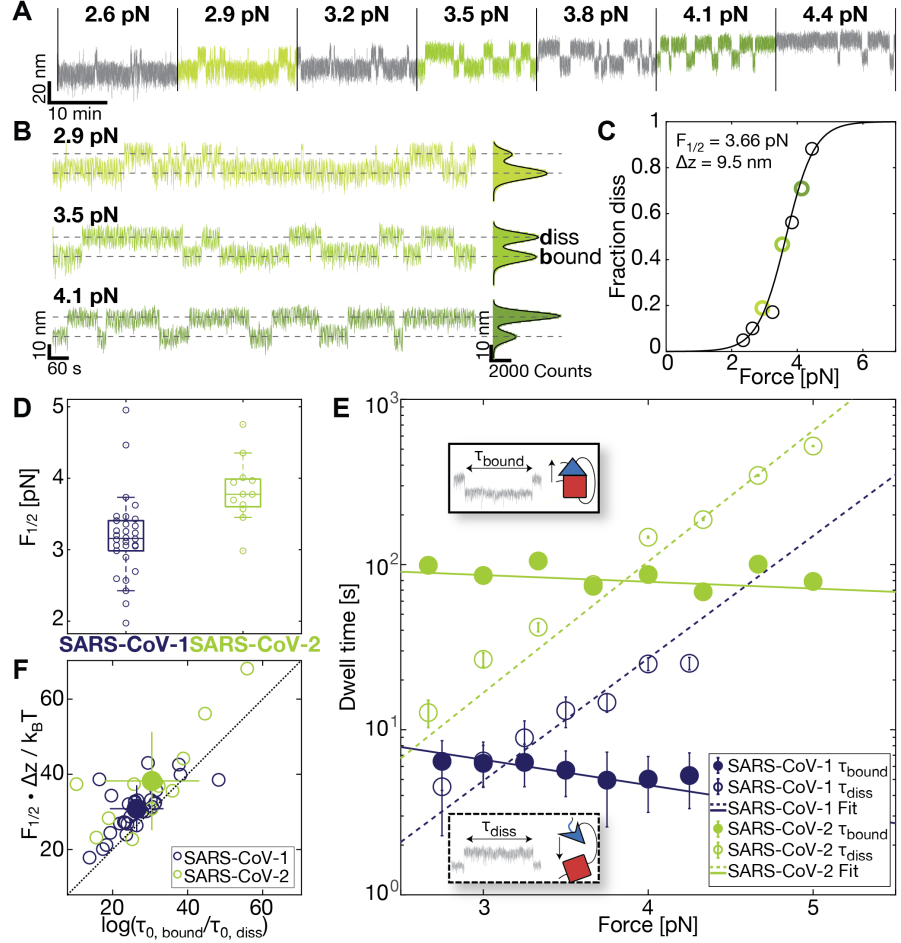 A
2.6 pN 2.9 pN 3.2 pN 3.5 pN 3.8 pN 4.1 pN 4.4 pN
20 nm
10 min
B
2.9 pN
3.5 pN
diss
bound
4.1 pN
10 nm
60 s
10 nm
2000 Counts
C
F1/2 = 3.66 pN
Δz = 9.5 nm
Fraction diss
1
0.8
0.6
0.4
0.2
0
0 2 4 6
Force [pN]
D
F1/2 [pN]
5
4
3
2
SARS-CoV-1 SARS-CoV-2
E
Dwell time [s]
10³
10²
10¹
10⁰
τbound
τdiss
3 4 5
Force [pN]
SARS-CoV-1 τbound
SARS-CoV-1 τdiss
SARS-CoV-1 Fit
SARS-CoV-2 τbound
SARS-CoV-2 τdiss
SARS-CoV-2 Fit
F
F1/2 • Δz / kBT
60
40
20
20 40 60
log(τ0, bound/τ0, diss)
SARS-CoV-1
SARS-CoV-2